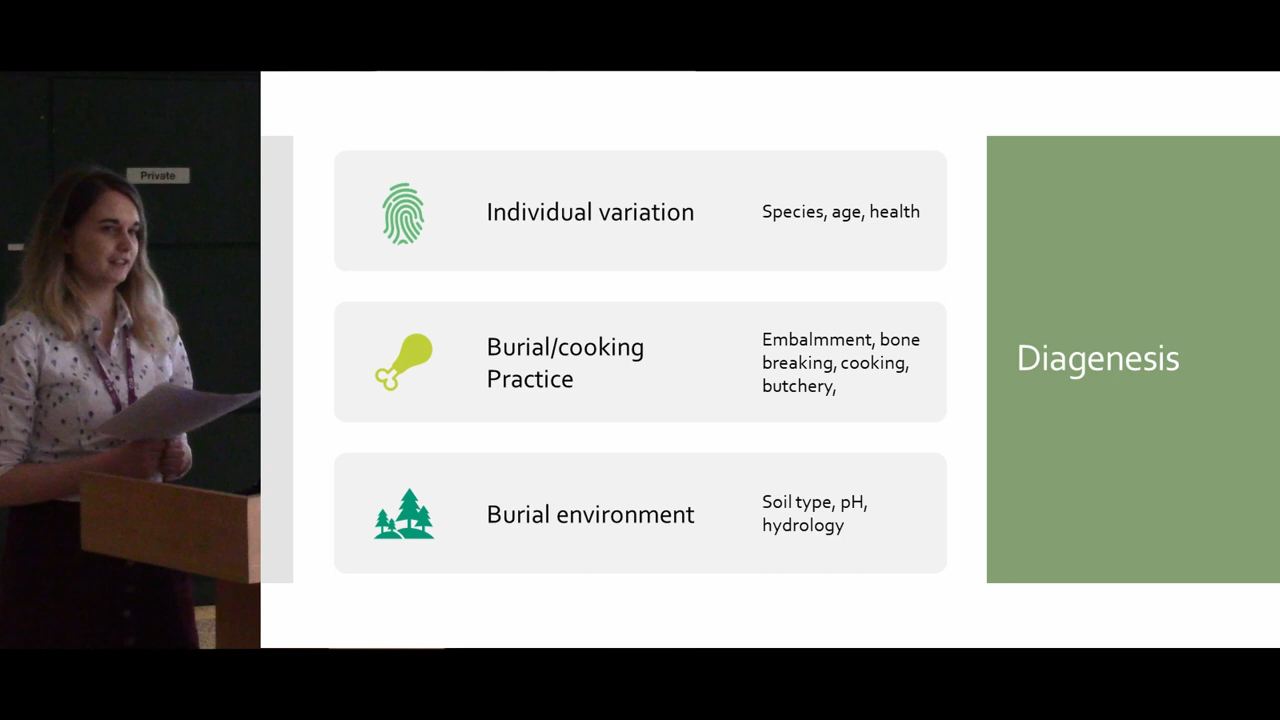 Private
Individual variation
Species, age, health
Burial/cooking
Practice
Embalmment, bone
breaking, cooking,
butchery,
Burial environment
Soil type, pH,
hydrology
Diagenesis